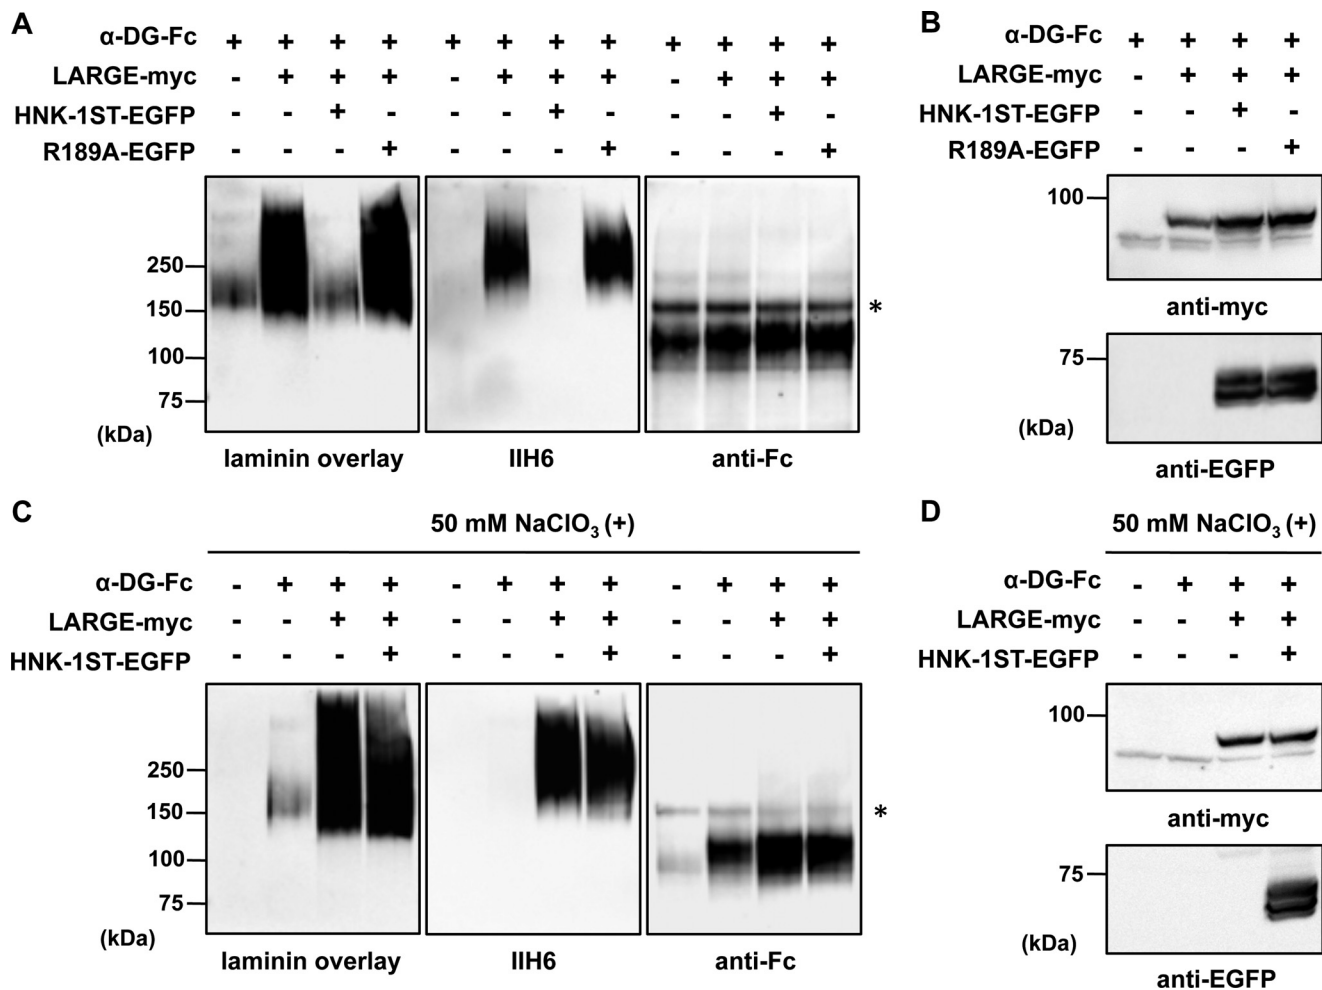 A
α-DG-Fc + + + + + + + + + + + +
LARGE-myc - + + + - + + + - + + +
HNK-1ST-EGFP - - + - - - + - - - + -
R189A-EGFP - - - + - - - + - - - +
250
150
100
75
(kDa)
*
laminin overlay IIH6 anti-Fc
B
α-DG-Fc + + + +
LARGE-myc - + + +
HNK-1ST-EGFP - - + -
R189A-EGFP - - - +
100
anti-myc
75
(kDa)
anti-EGFP
C
50 mM NaClO₃ (+)
α-DG-Fc - + + + - + + + - + + +
LARGE-myc - - + + - - + + - - + +
HNK-1ST-EGFP - - - + - - - + - - - +
250
150
100
75
(kDa)
*
laminin overlay IIH6 anti-Fc
D
50 mM NaClO₃ (+)
α-DG-Fc - + + +
LARGE-myc - - + +
HNK-1ST-EGFP - - - +
100
anti-myc
75
(kDa)
anti-EGFP